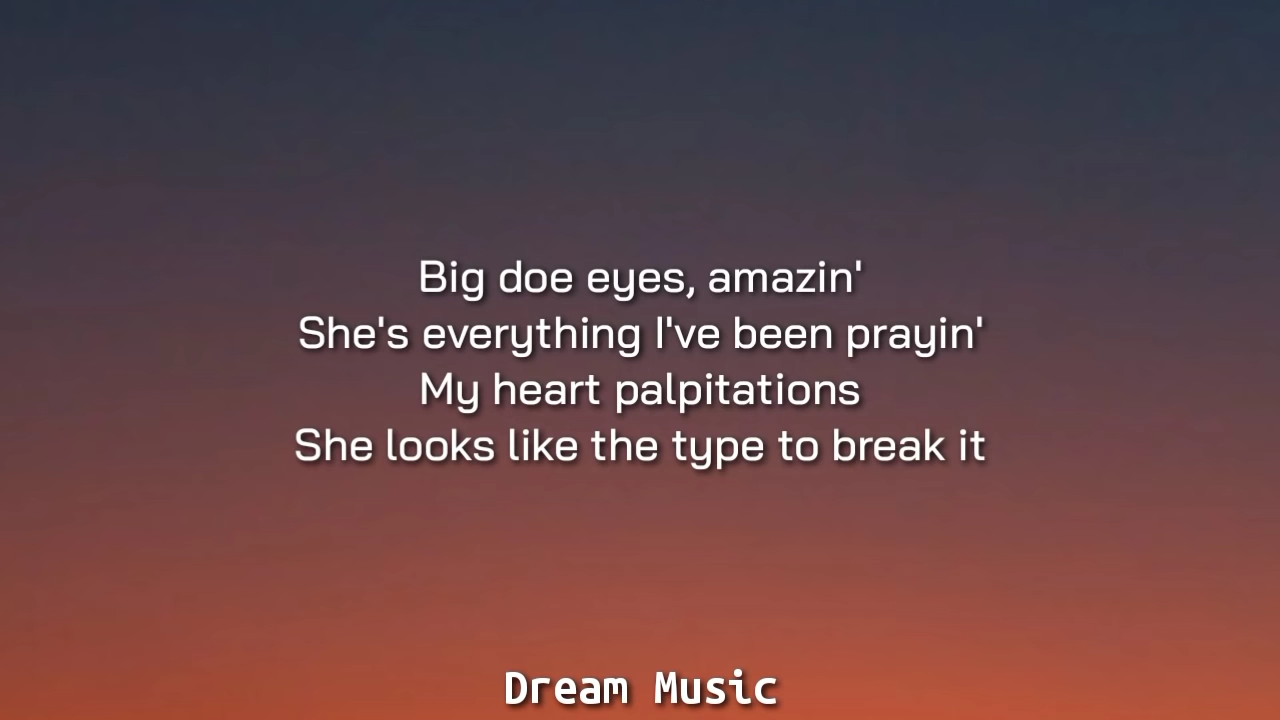 Big doe eyes, amazin'
She's everything I've been prayin'
My heart palpitations
She looks like the type to break it
Dream Music